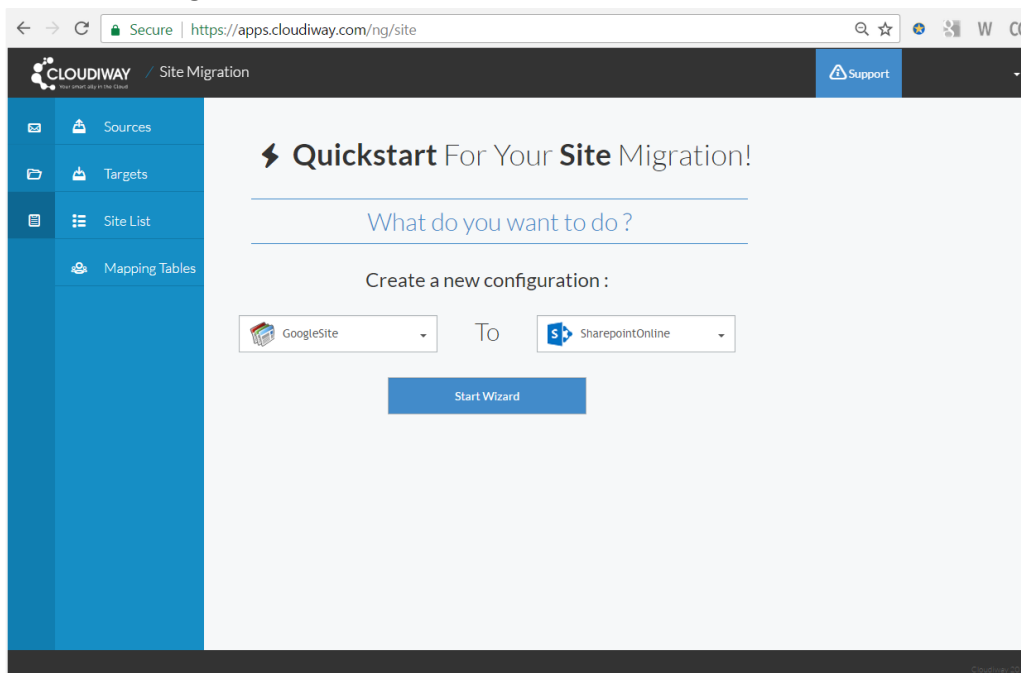 Secure | https://apps.cloudiway.com/ng/site
W
CLOUDIWAY / Site Migration
Your smart ally in the Cloud
Support
Sources
Targets
Site List
Mapping Tables
Quickstart For Your Site Migration!
What do you want to do ?
Create a new configuration :
GoogleSite
To
SharepointOnline
Start Wizard
Cloudiway 20